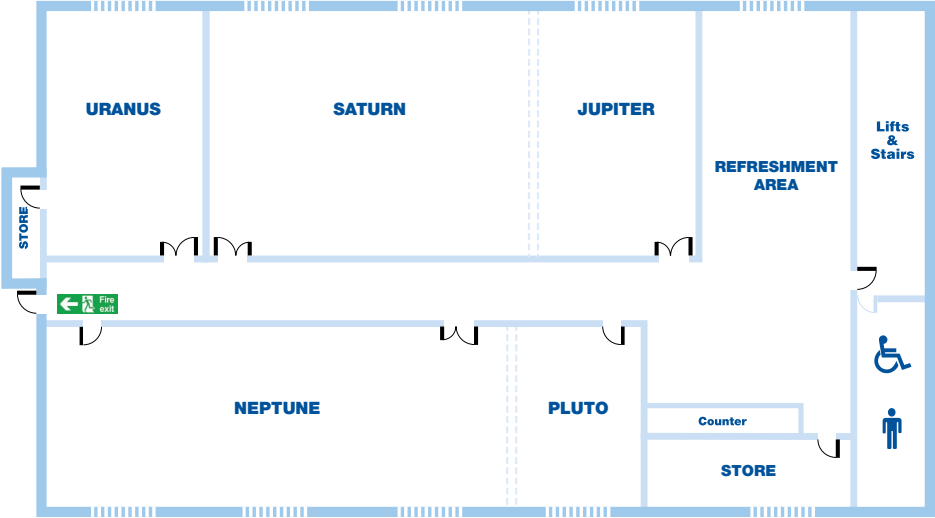 URANUS
SATURN
JUPITER
REFRESHMENT
AREA
Lifts
&
Stairs
STORE
Fire
exit
NEPTUNE
PLUTO
Counter
STORE